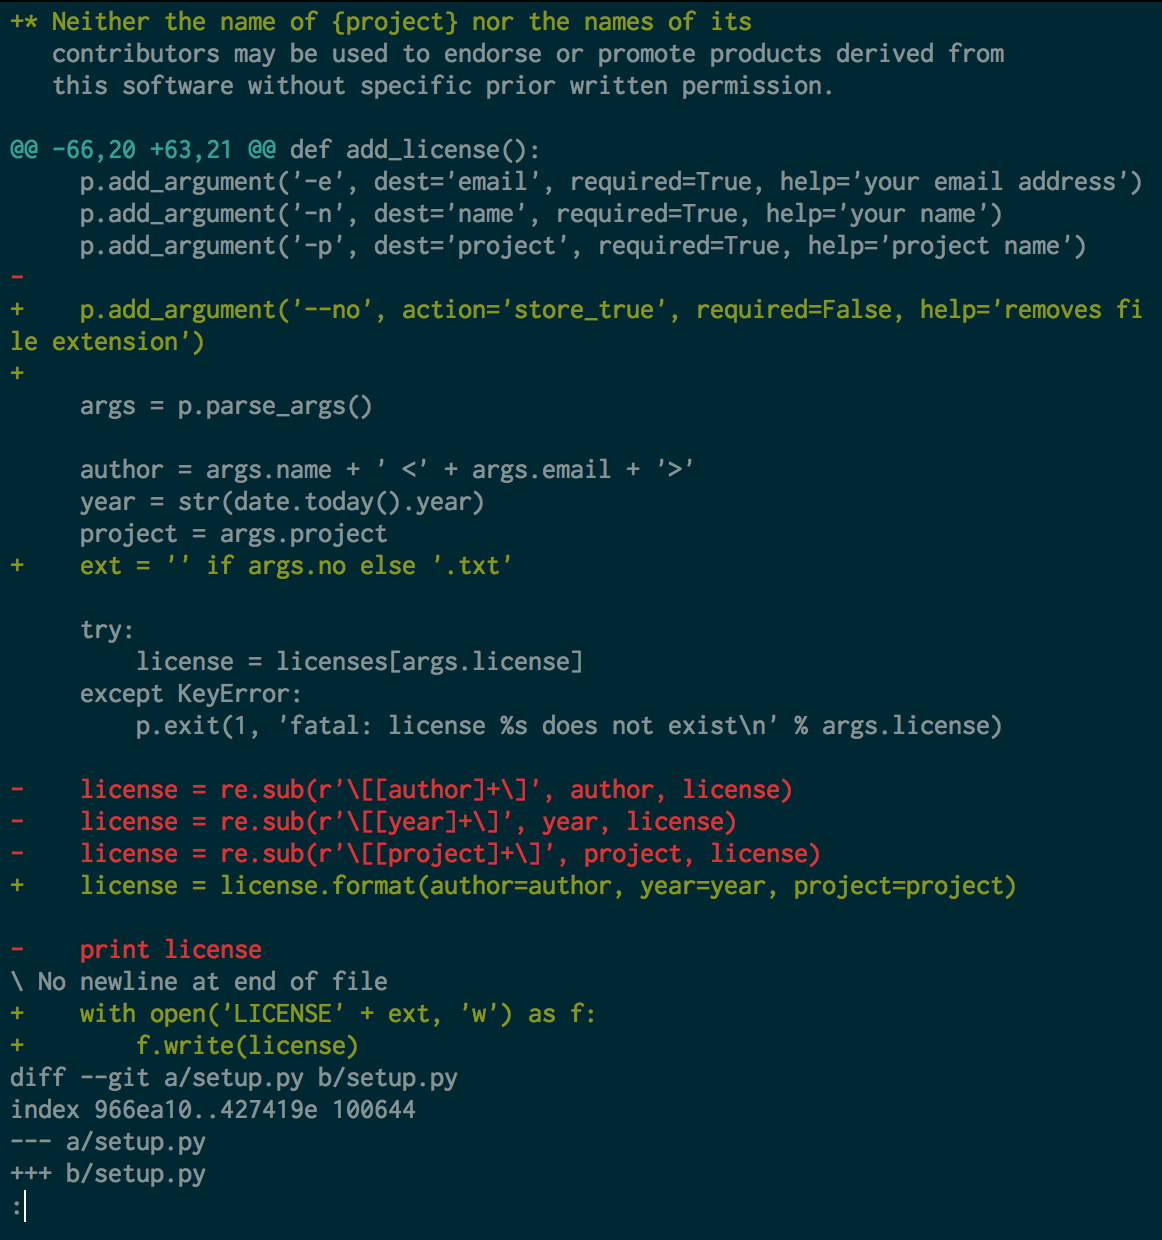 +* Neither the name of {project} nor the names of its
   contributors may be used to endorse or promote products derived from
   this software without specific prior written permission.

@@ -66,20 +63,21 @@ def add_license():
     p.add_argument('-e', dest='email', required=True, help='your email address')
     p.add_argument('-n', dest='name', required=True, help='your name')
     p.add_argument('-p', dest='project', required=True, help='project name')
-
+    p.add_argument('--no', action='store_true', required=False, help='removes fi
le extension')
+
     args = p.parse_args()

     author = args.name + ' <' + args.email + '>'
     year = str(date.today().year)
     project = args.project
+    ext = '' if args.no else '.txt'

     try:
         license = licenses[args.license]
     except KeyError:
         p.exit(1, 'fatal: license %s does not exist\n' % args.license)

-    license = re.sub(r'\[[author]+\]', author, license)
-    license = re.sub(r'\[[year]+\]', year, license)
-    license = re.sub(r'\[[project]+\]', project, license)
+    license = license.format(author=author, year=year, project=project)

-    print license
\ No newline at end of file
+    with open('LICENSE' + ext, 'w') as f:
+        f.write(license)
diff --git a/setup.py b/setup.py
index 966ea10..427419e 100644
--- a/setup.py
+++ b/setup.py
: